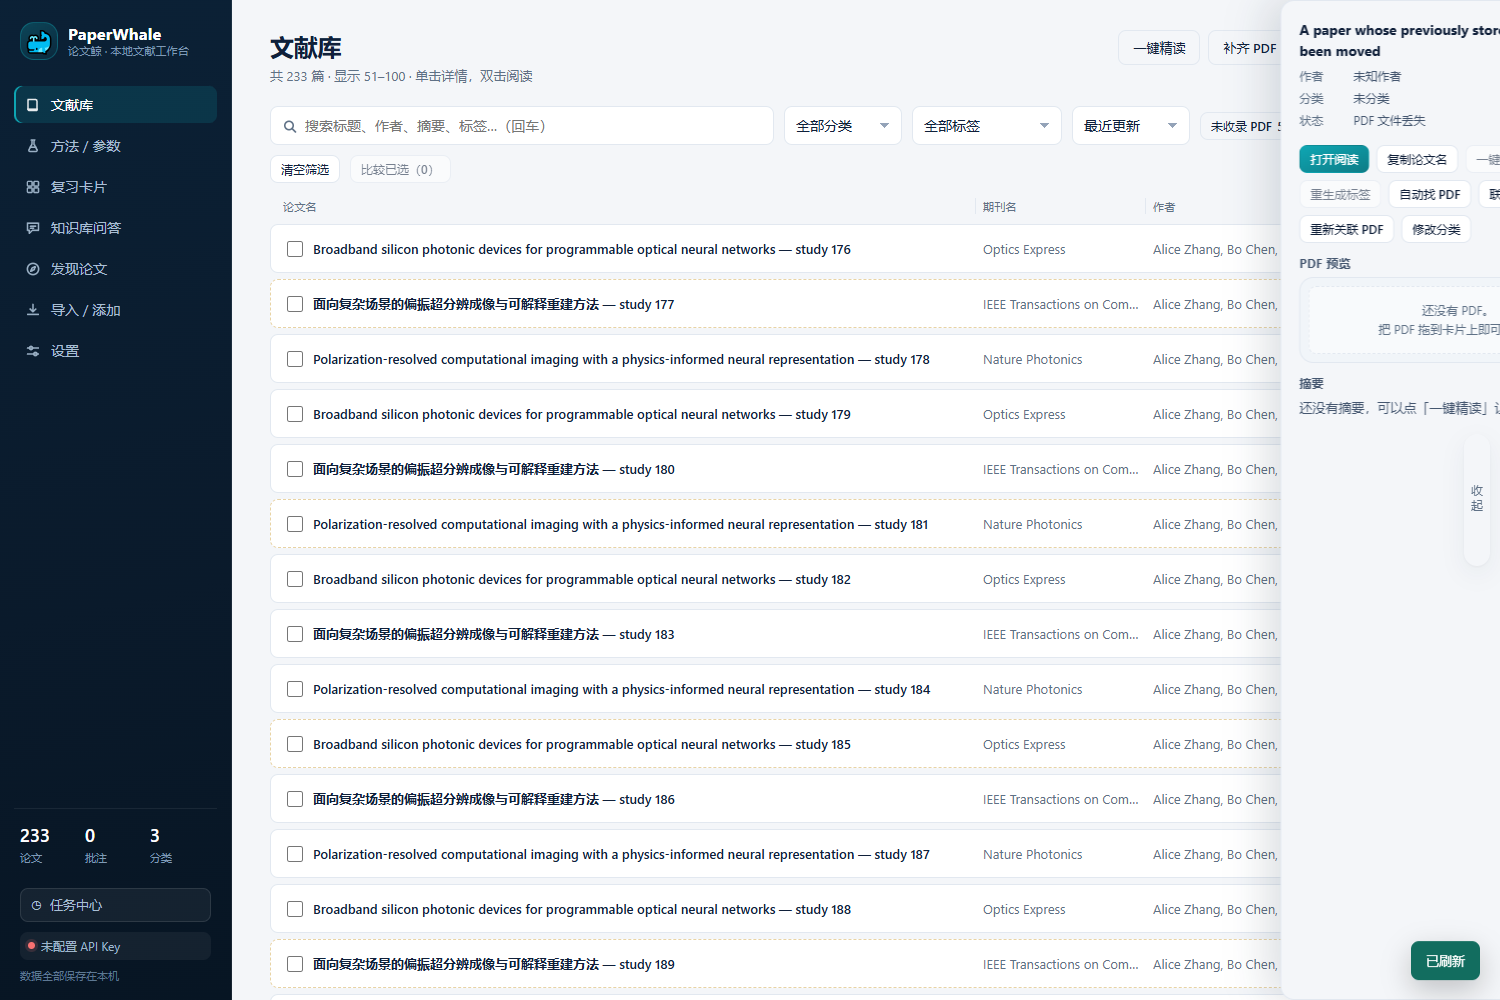 PaperWhale
论文鲸 · 本地文献工作台
文献库
方法 / 参数
复习卡片
知识库问答
发现论文
导入 / 添加
设置
233
论文
0
批注
3
分类
任务中心
未配置 API Key
数据全部保存在本机
文献库
共 233 篇 · 显示 51–100 · 单击详情，双击阅读
一键精读
补齐 PDF
搜索标题、作者、摘要、标签...（回车）
全部分类
全部标签
最近更新
未收录 PDF
清空筛选
比较已选（0）
论文名 期刊名 作者
Broadband silicon photonic devices for programmable optical neural networks — study 176 Optics Express Alice Zhang, Bo Chen,
面向复杂场景的偏振超分辨成像与可解释重建方法 — study 177 IEEE Transactions on Com... Alice Zhang, Bo Chen,
Polarization-resolved computational imaging with a physics-informed neural representation — study 178 Nature Photonics Alice Zhang, Bo Chen,
Broadband silicon photonic devices for programmable optical neural networks — study 179 Optics Express Alice Zhang, Bo Chen,
面向复杂场景的偏振超分辨成像与可解释重建方法 — study 180 IEEE Transactions on Com... Alice Zhang, Bo Chen,
Polarization-resolved computational imaging with a physics-informed neural representation — study 181 Nature Photonics Alice Zhang, Bo Chen,
Broadband silicon photonic devices for programmable optical neural networks — study 182 Optics Express Alice Zhang, Bo Chen,
面向复杂场景的偏振超分辨成像与可解释重建方法 — study 183 IEEE Transactions on Com... Alice Zhang, Bo Chen,
Polarization-resolved computational imaging with a physics-informed neural representation — study 184 Nature Photonics Alice Zhang, Bo Chen,
Broadband silicon photonic devices for programmable optical neural networks — study 185 Optics Express Alice Zhang, Bo Chen,
面向复杂场景的偏振超分辨成像与可解释重建方法 — study 186 IEEE Transactions on Com... Alice Zhang, Bo Chen,
Polarization-resolved computational imaging with a physics-informed neural representation — study 187 Nature Photonics Alice Zhang, Bo Chen,
Broadband silicon photonic devices for programmable optical neural networks — study 188 Optics Express Alice Zhang, Bo Chen,
面向复杂场景的偏振超分辨成像与可解释重建方法 — study 189 IEEE Transactions on Com... Alice Zhang, Bo Chen,
A paper whose previously stor
been moved
作者 未知作者
分类 未分类
状态 PDF 文件丢失
打开阅读
复制论文名
一键
重生成标签
自动找 PDF
联
重新关联 PDF
修改分类
PDF 预览
还没有 PDF。
把 PDF 拖到卡片上即可
摘要
还没有摘要，可以点「一键精读」
收起
已刷新